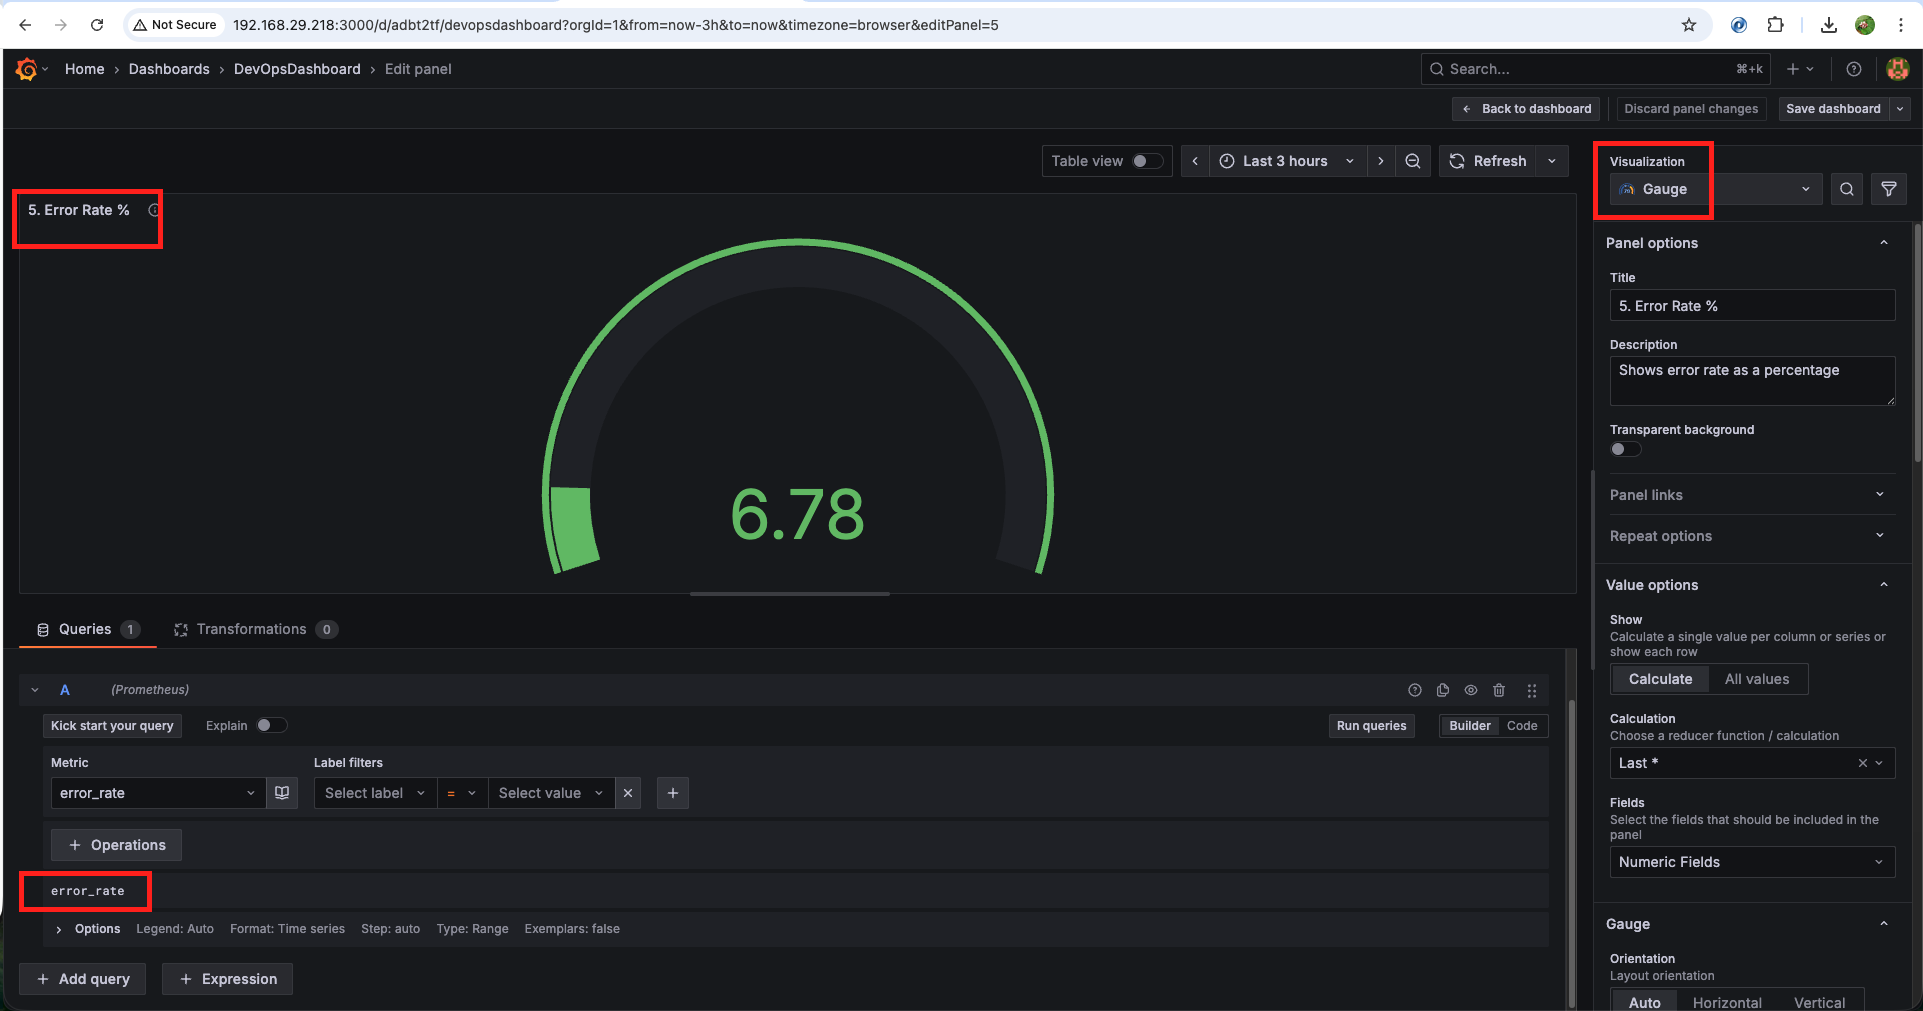 Not Secure 192.168.29.218:3000/d/adbt2tf/devopsdashboard?orgId=1&from=now-3h&to=now&timezone=browser&editPanel=5
Home › Dashboards › DevOpsDashboard › Edit panel
Search... ⌘+k
Back to dashboard
Discard panel changes
Save dashboard
Table view
Last 3 hours
Refresh
5. Error Rate %
6.78
Queries 1
Transformations 0
A (Prometheus)
Kick start your query
Explain
Run queries
Builder
Code
Metric
Label filters
error_rate
Select label
=
Select value
+ Operations
error_rate
Options Legend: Auto Format: Time series Step: auto Type: Range Exemplars: false
+ Add query
+ Expression
Visualization
Gauge
Panel options
Title
5. Error Rate %
Description
Shows error rate as a percentage
Transparent background
Panel links
Repeat options
Value options
Show
Calculate a single value per column or series or
show each row
Calculate
All values
Calculation
Choose a reducer function / calculation
Last *
Fields
Select the fields that should be included in the
panel
Numeric Fields
Gauge
Orientation
Layout orientation
Auto
Horizontal
Vertical